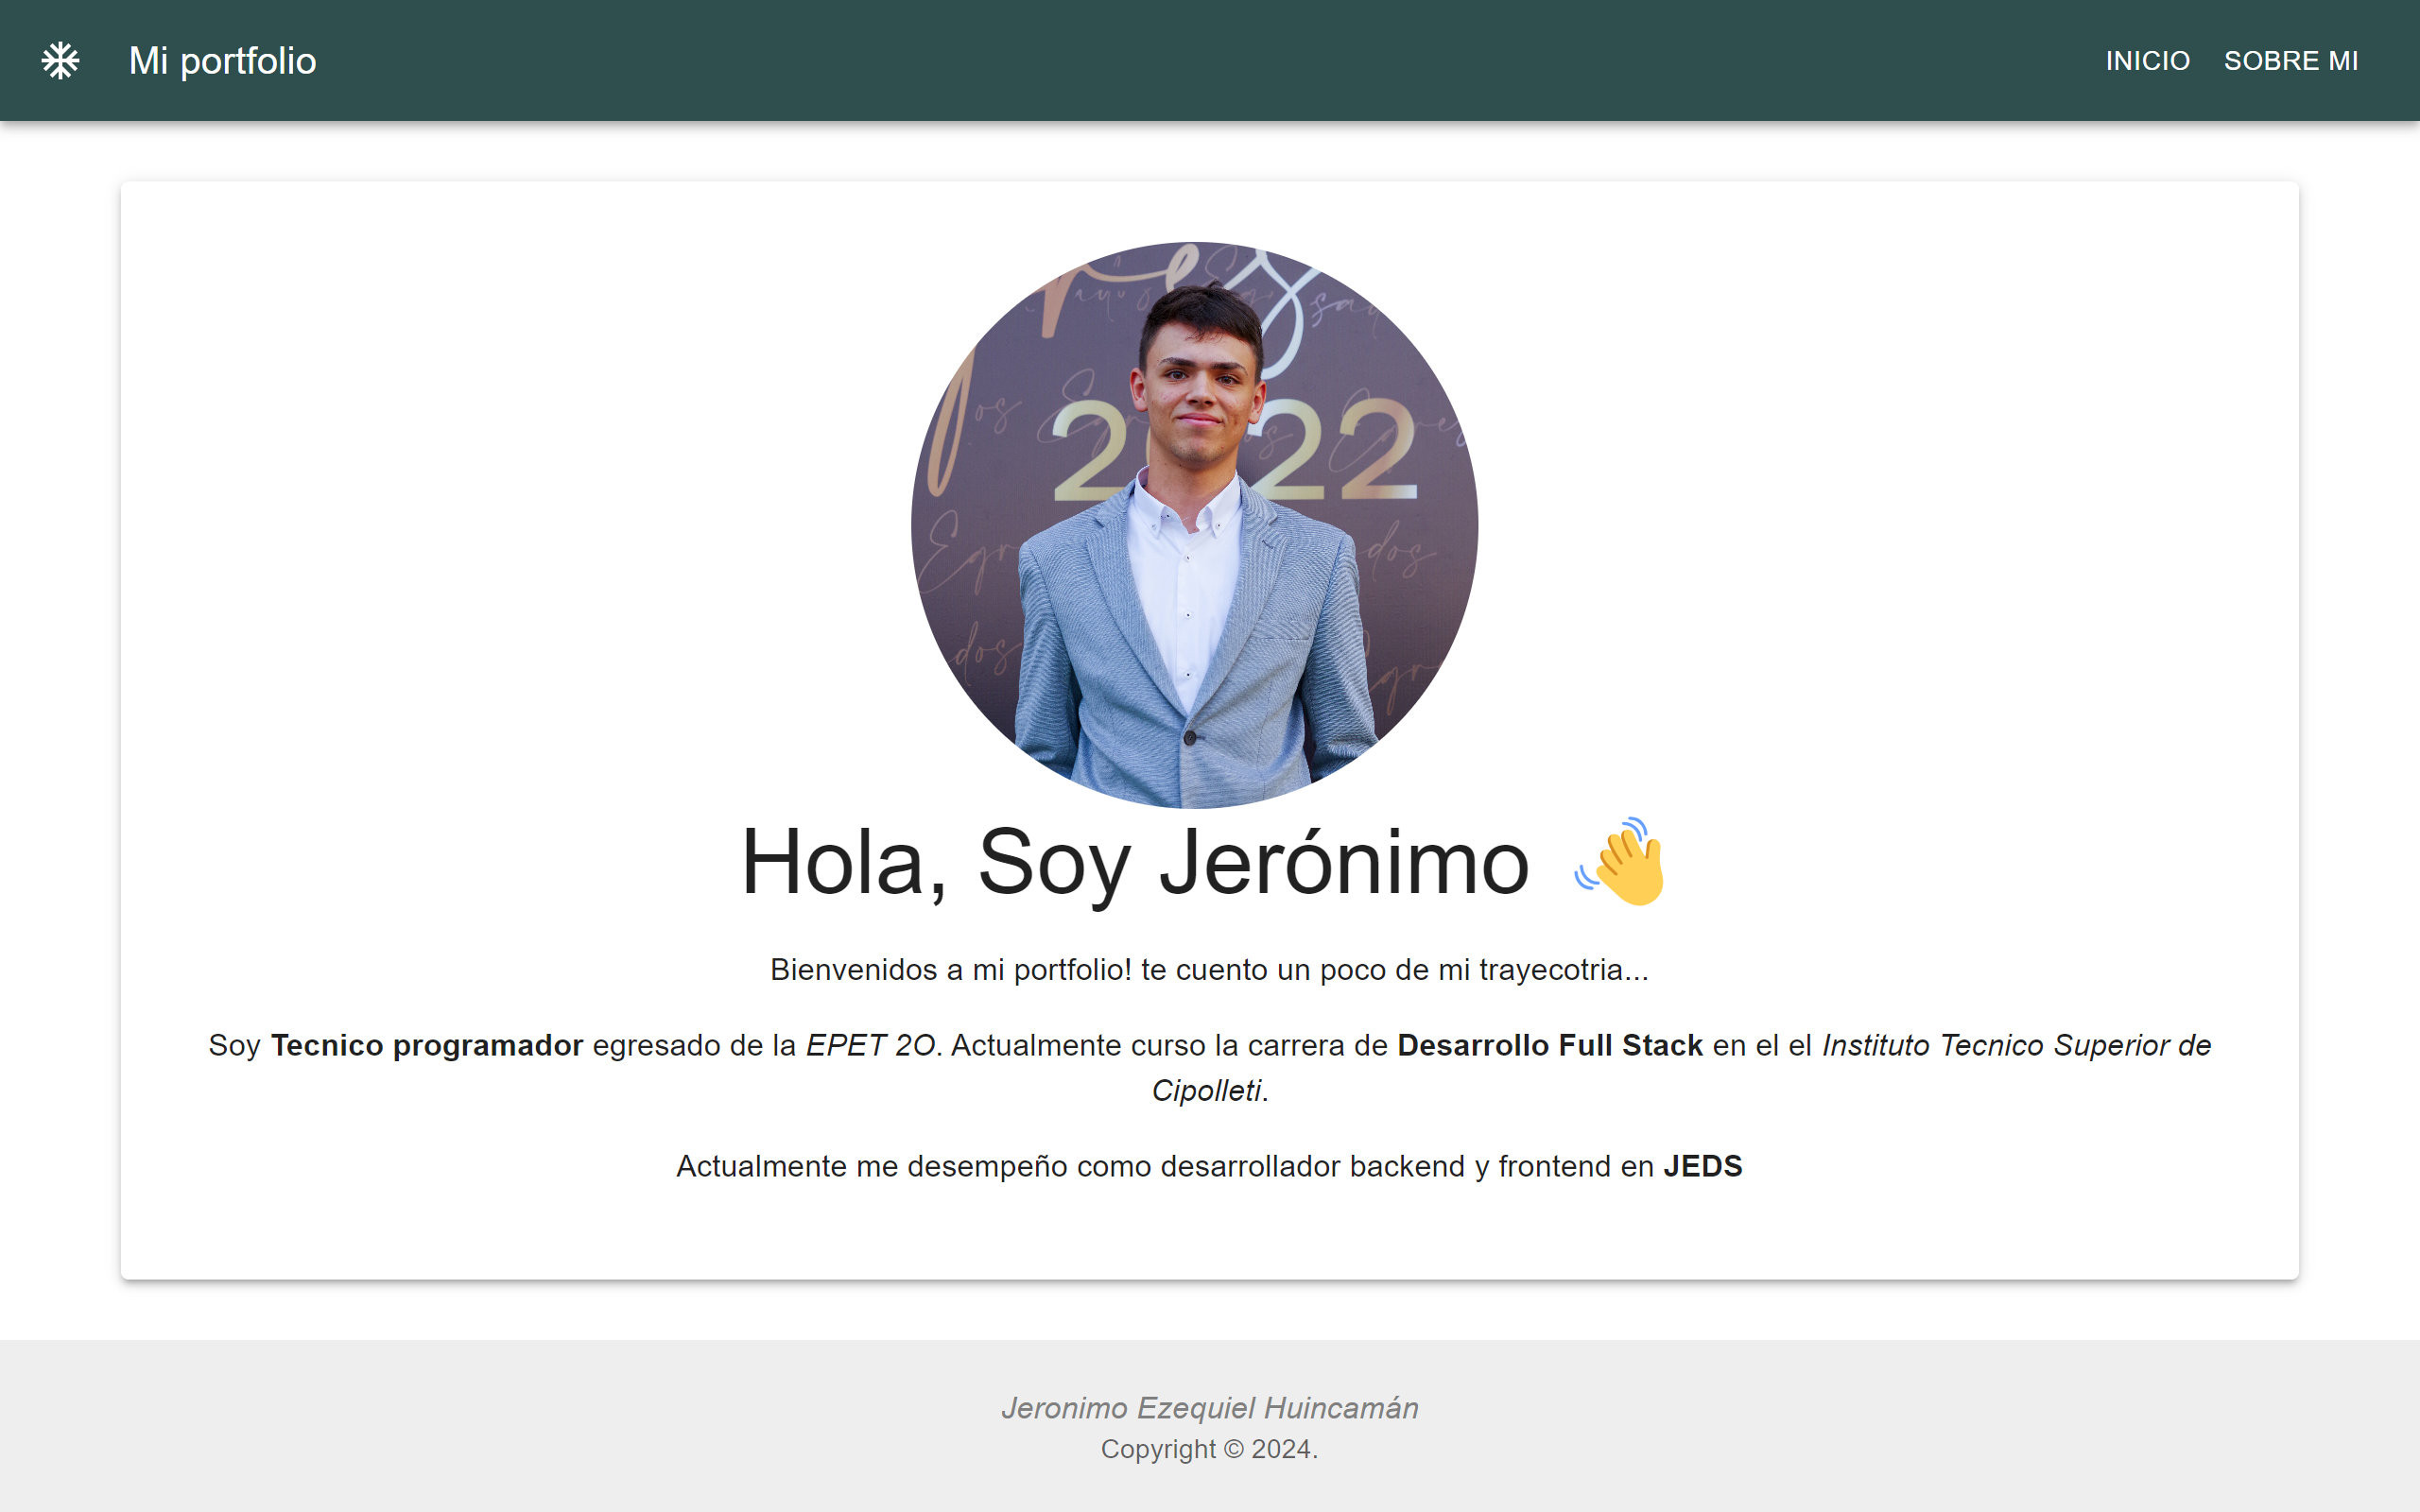 Mi portfolio
INICIO SOBRE MI
2022
Hola, Soy Jerónimo 👋
Bienvenidos a mi portfolio! te cuento un poco de mi trayecotria...
Soy Tecnico programador egresado de la EPET 2O. Actualmente curso la carrera de Desarrollo Full Stack en el el Instituto Tecnico Superior de
Cipolleti.
Actualmente me desempeño como desarrollador backend y frontend en JEDS
Jeronimo Ezequiel Huincamán
Copyright © 2024.